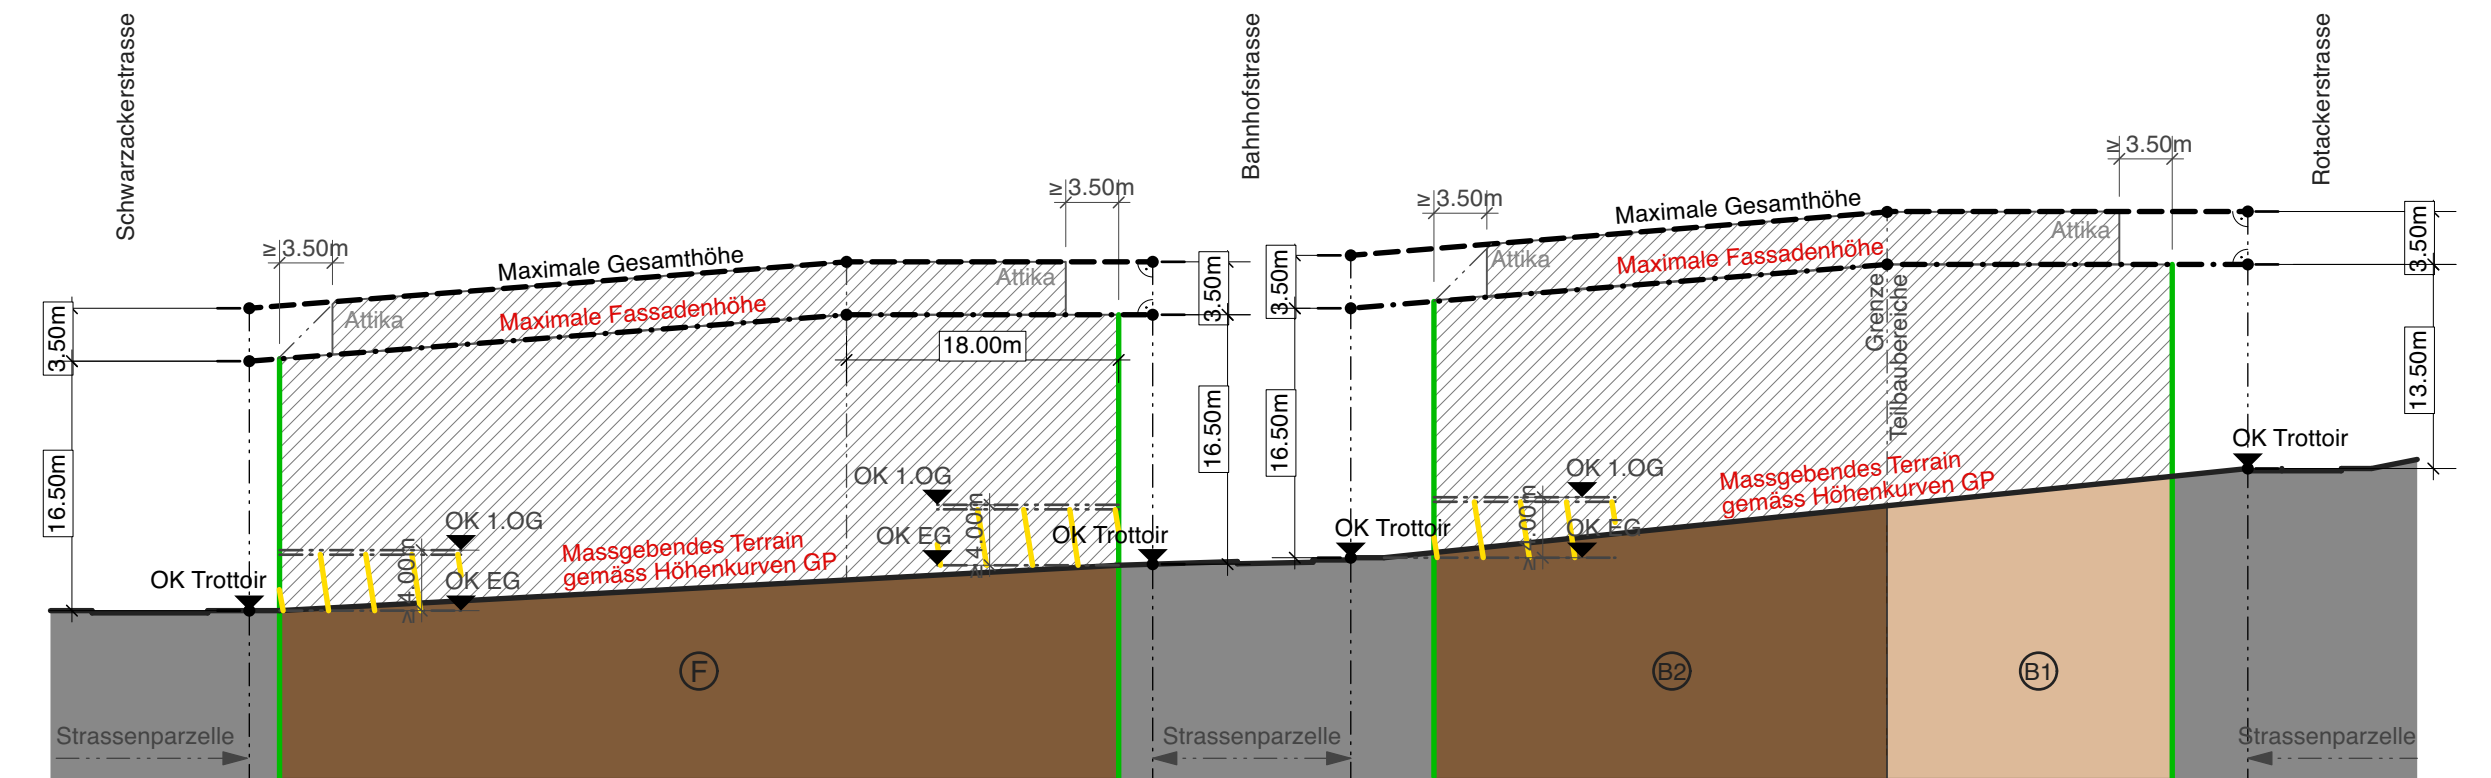 Schwarzackerstrasse
Bahnhofstrasse
Rotackerstrasse
≥ 3.50m
≥ 3.50m
≥ 3.50m
≥ 3.50m
Maximale Gesamthöhe
Maximale Fassadenhöhe
Attika
Attika
3.50m
16.50m
18.00m
3.50m
16.50m
3.50m
16.50m
Maximale Gesamthöhe
Maximale Fassadenhöhe
Attika
Attika
Grenze
Teilbaubereiche
3.50m
13.50m
OK Trottoir
OK 1.OG
OK EG
≥ 4.00m
Massgebendes Terrain
gemäss Höhenkurven GP
OK 1.OG
OK EG
≥ 4.00m
OK Trottoir
OK Trottoir
OK 1.OG
OK EG
≥ 4.00m
Massgebendes Terrain
gemäss Höhenkurven GP
OK Trottoir
F
B2
B1
Strassenparzelle
Strassenparzelle
Strassenparzelle